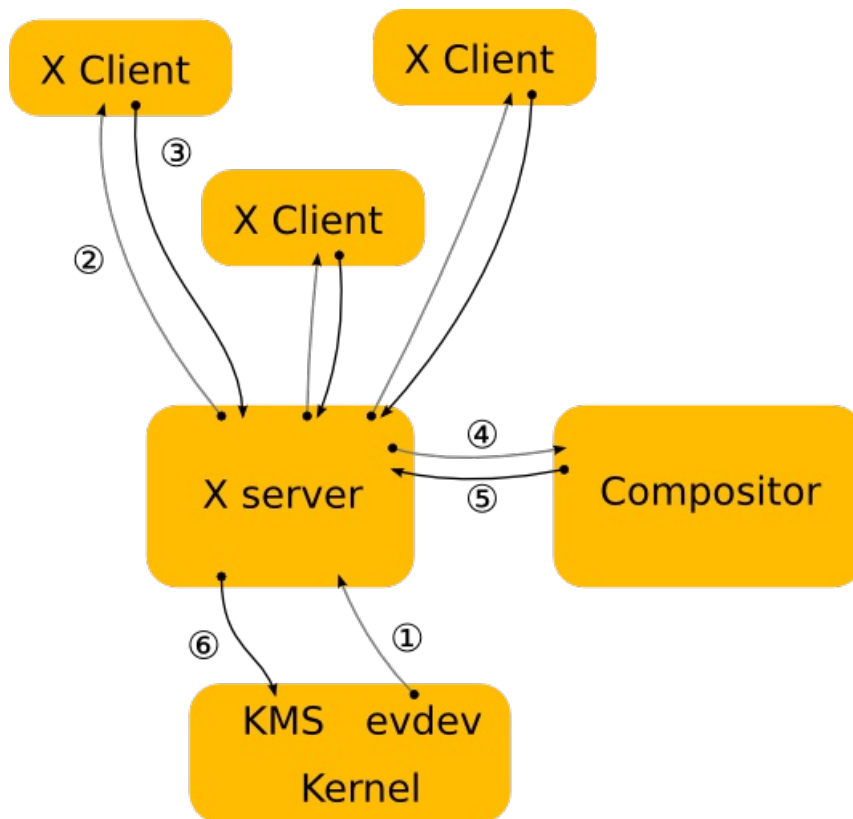 X Client
X Client
③
X Client
②
④
X server
Compositor
⑤
⑥
①
KMS evdev
Kernel